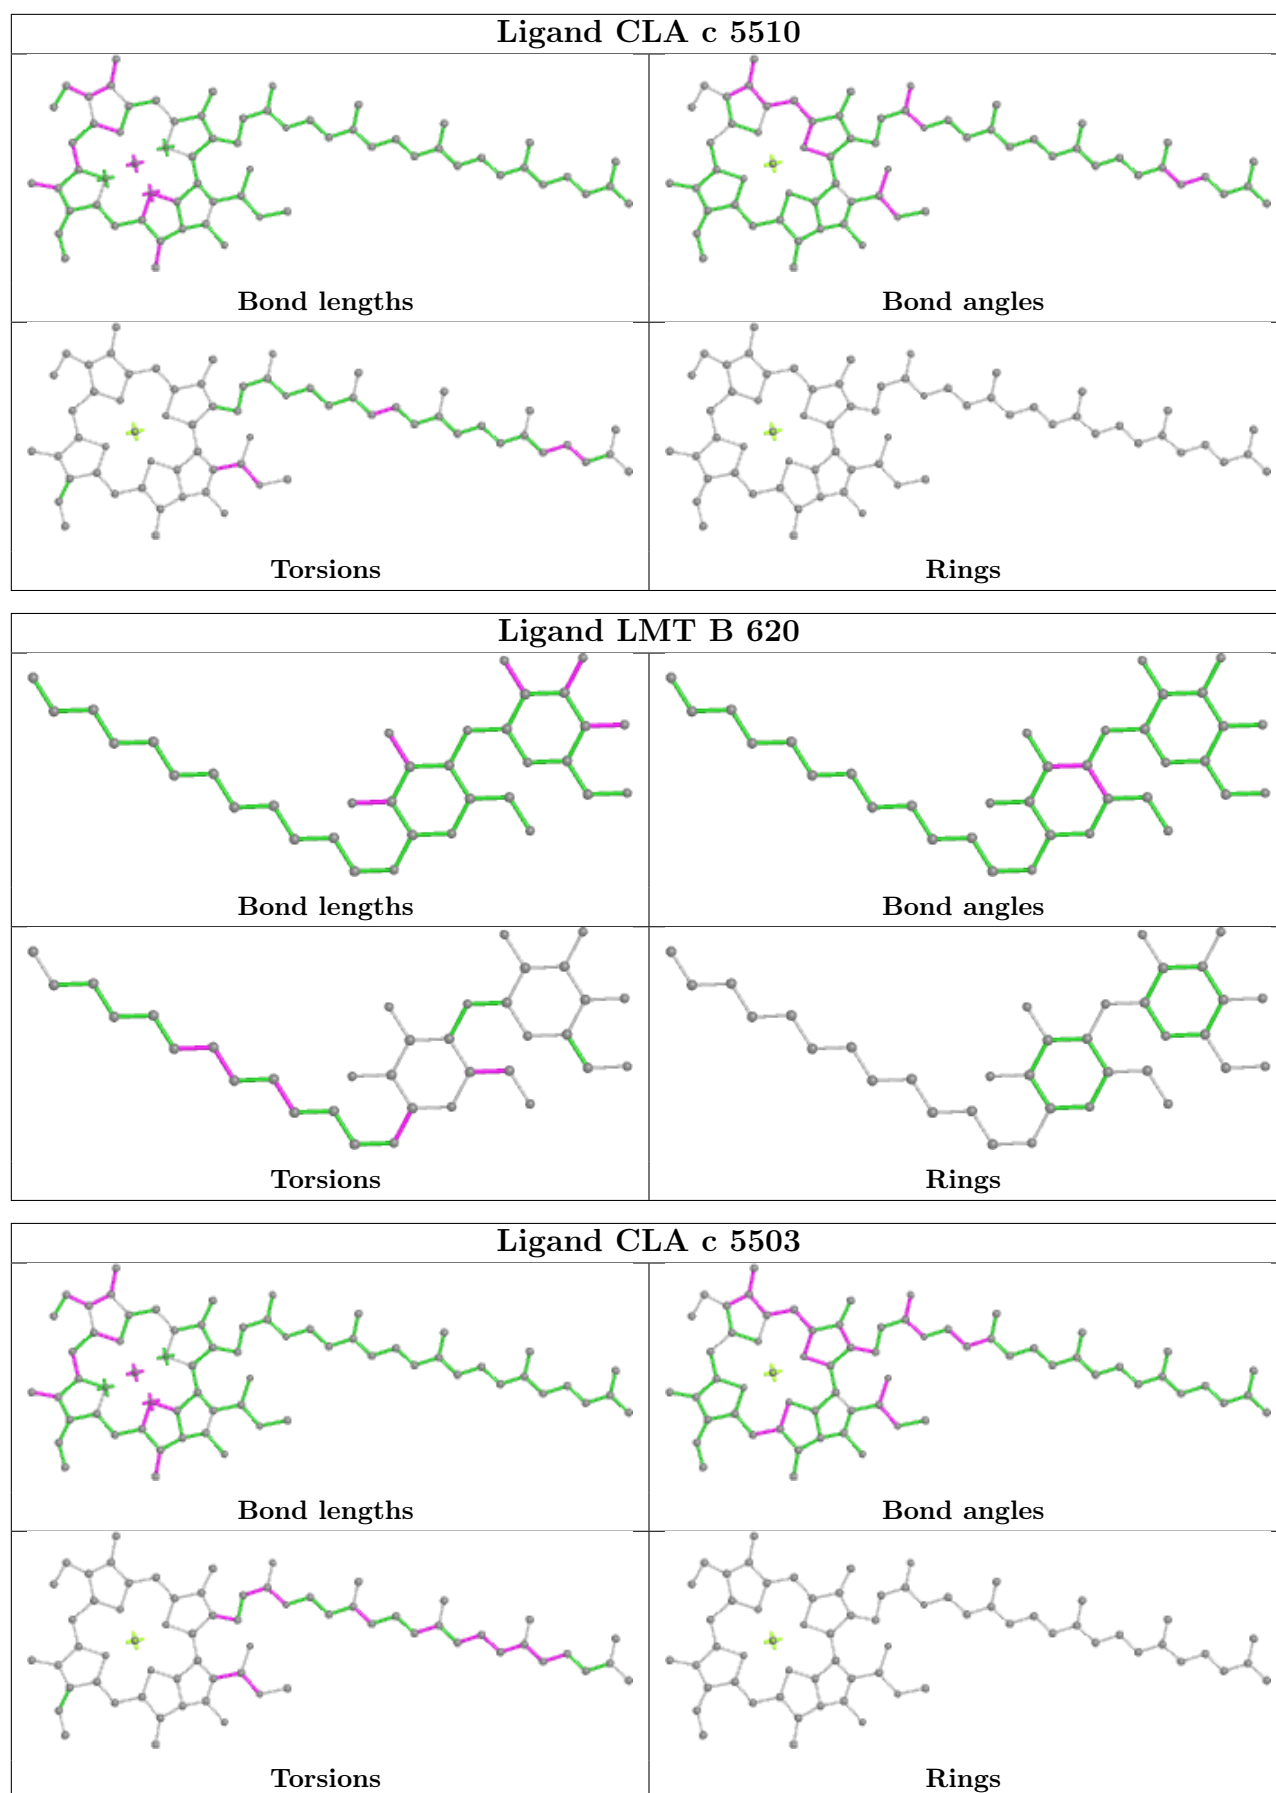 Ligand CLA c 5510
Bond lengths
Bond angles
Torsions
Rings
Ligand LMT B 620
Bond lengths
Bond angles
Torsions
Rings
Ligand CLA c 5503
Bond lengths
Bond angles
Torsions
Rings